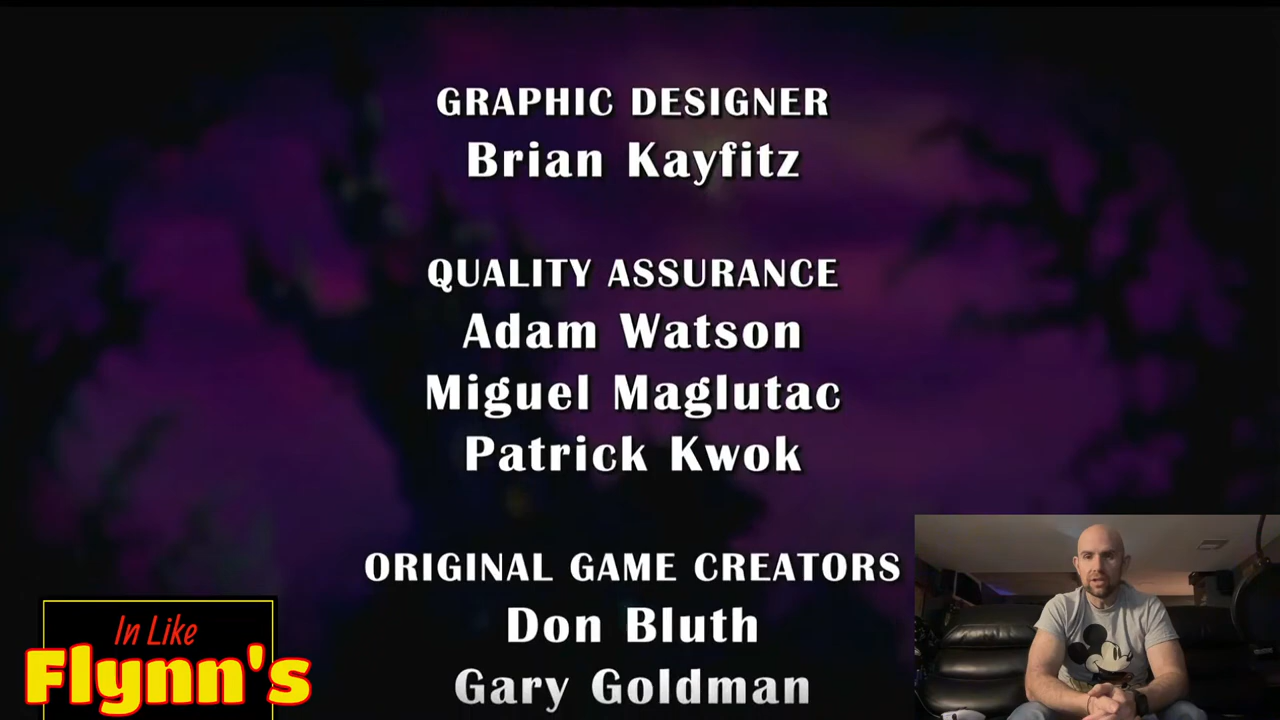 GRAPHIC DESIGNER
Brian Kayfitz
QUALITY ASSURANCE
Adam Watson
Miguel Maglutac
Patrick Kwok
ORIGINAL GAME CREATORS
Don Bluth
Gary Goldman
In Like
Flynn's